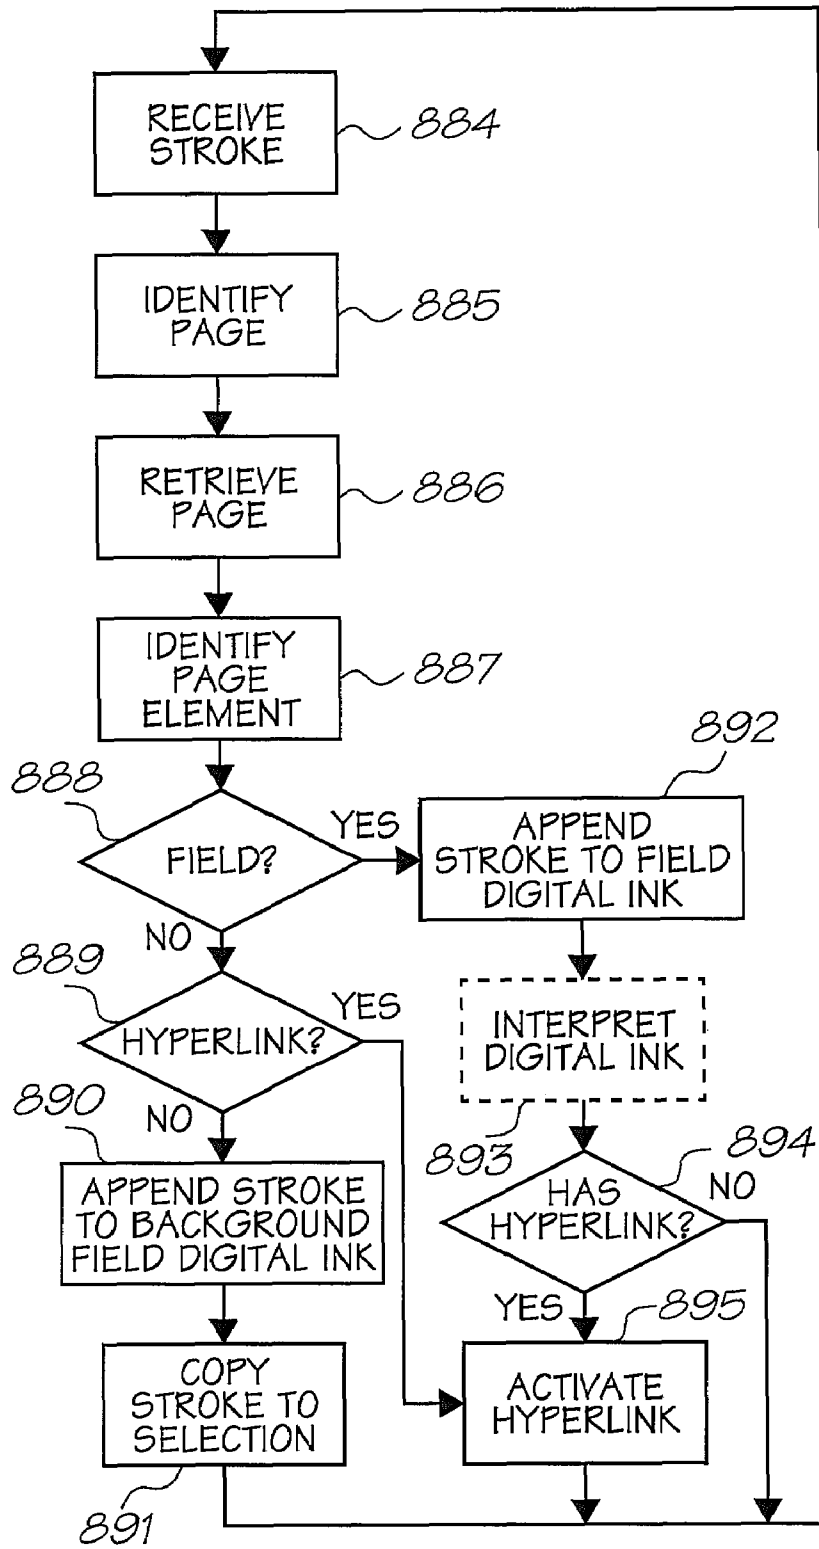 RECEIVE
STROKE
884
IDENTIFY
PAGE
885
RETRIEVE
PAGE
886
IDENTIFY
PAGE
ELEMENT
887
888
FIELD?
YES
NO
892
APPEND
STROKE TO FIELD
DIGITAL INK
889
HYPERLINK?
YES
NO
INTERPRET
DIGITAL INK
893
890
APPEND STROKE
TO BACKGROUND
FIELD DIGITAL INK
894
HAS
HYPERLINK?
NO
YES
895
COPY
STROKE TO
SELECTION
891
ACTIVATE
HYPERLINK